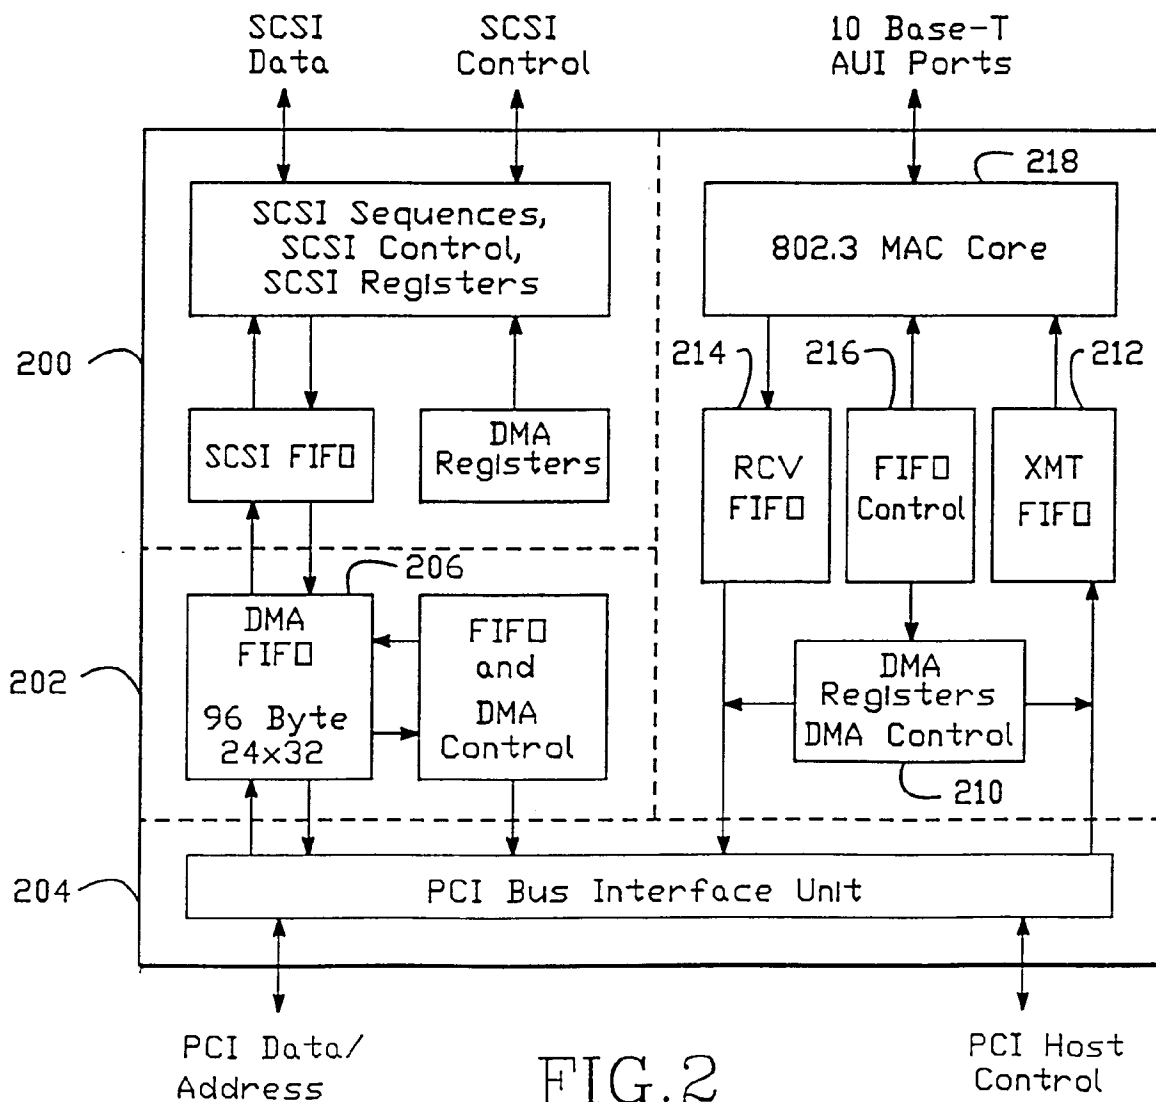 SCSI Data
SCSI Control
10 Base-T AUI Ports
218
SCSI Sequences,
SCSI Control,
SCSI Registers
802.3 MAC Core
200
214
216
212
SCSI FIFO
DMA
Registers
RCV
FIFO
FIFO
Control
XMT
FIFO
206
DMA
FIFO
96 Byte
24x32
FIFO
and
DMA
Control
202
DMA
Registers
DMA Control
210
204
PCI Bus Interface Unit
PCI Data/
Address
PCI Host
Control
FIG.2